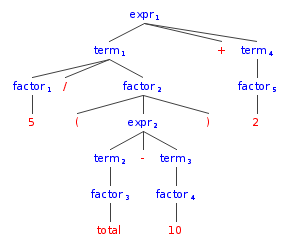 expr1
term1 + term4
factor1 / factor2 factor5
5 ( expr2 ) 2
term2 - term3
factor3 factor4
total 10